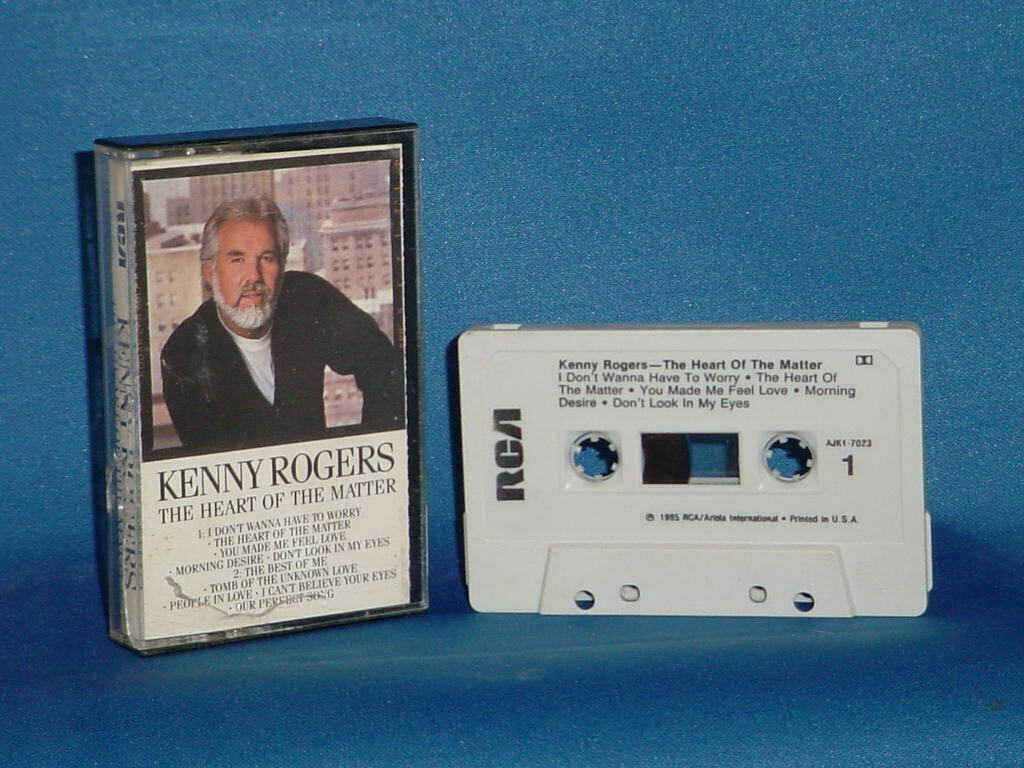 RCA
KENNY ROGERS
KENNY ROGERS
THE HEART OF THE MATTER
1: I DON'T WANNA HAVE TO WORRY
· THE HEART OF THE MATTER
· YOU MADE ME FEEL LOVE
· MORNING DESIRE · DON'T LOOK IN MY EYES
2: THE BEST OF ME
· TOMB OF THE UNKNOWN LOVE
· PEOPLE IN LOVE · I CAN'T BELIEVE YOUR EYES
· OUR PERFECT SONG
Kenny Rogers—The Heart Of The Matter
I Don't Wanna Have To Worry • The Heart Of
The Matter • You Made Me Feel Love • Morning
Desire • Don't Look In My Eyes
RCA
AJK1-7023
1
℗ 1985 RCA/Ariola International • Printed in U.S.A.